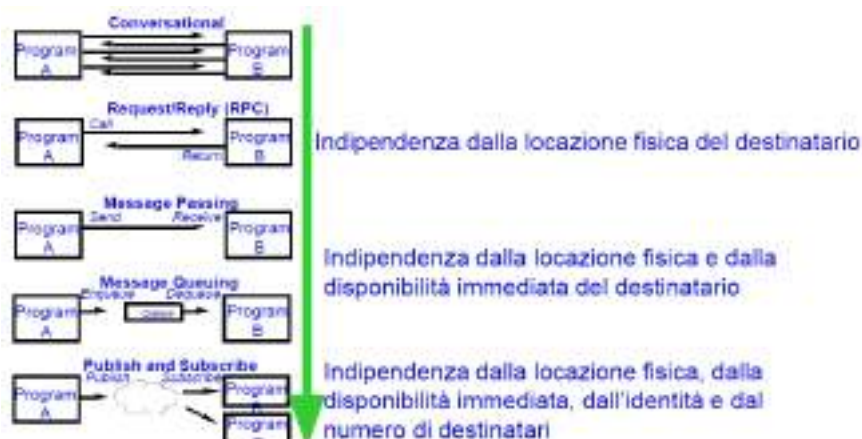 Conversational
Program
A
Program
B
Request/Reply (RPC)
Program
A
Call
Return
Program
B
Indipendenza dalla locazione fisica del destinatario
Message Passing
Program
A
Send
Receive
Program
B
Indipendenza dalla locazione fisica e dalla
disponibilità immediata del destinatario
Message Queuing
Program
A
Enqueue
Dequeue
Program
B
Publish and Subscribe
Program
A
Publish
Subscribe
Program
Program
Indipendenza dalla locazione fisica, dalla
disponibilità immediata, dall'identità e dal
numero di destinatari